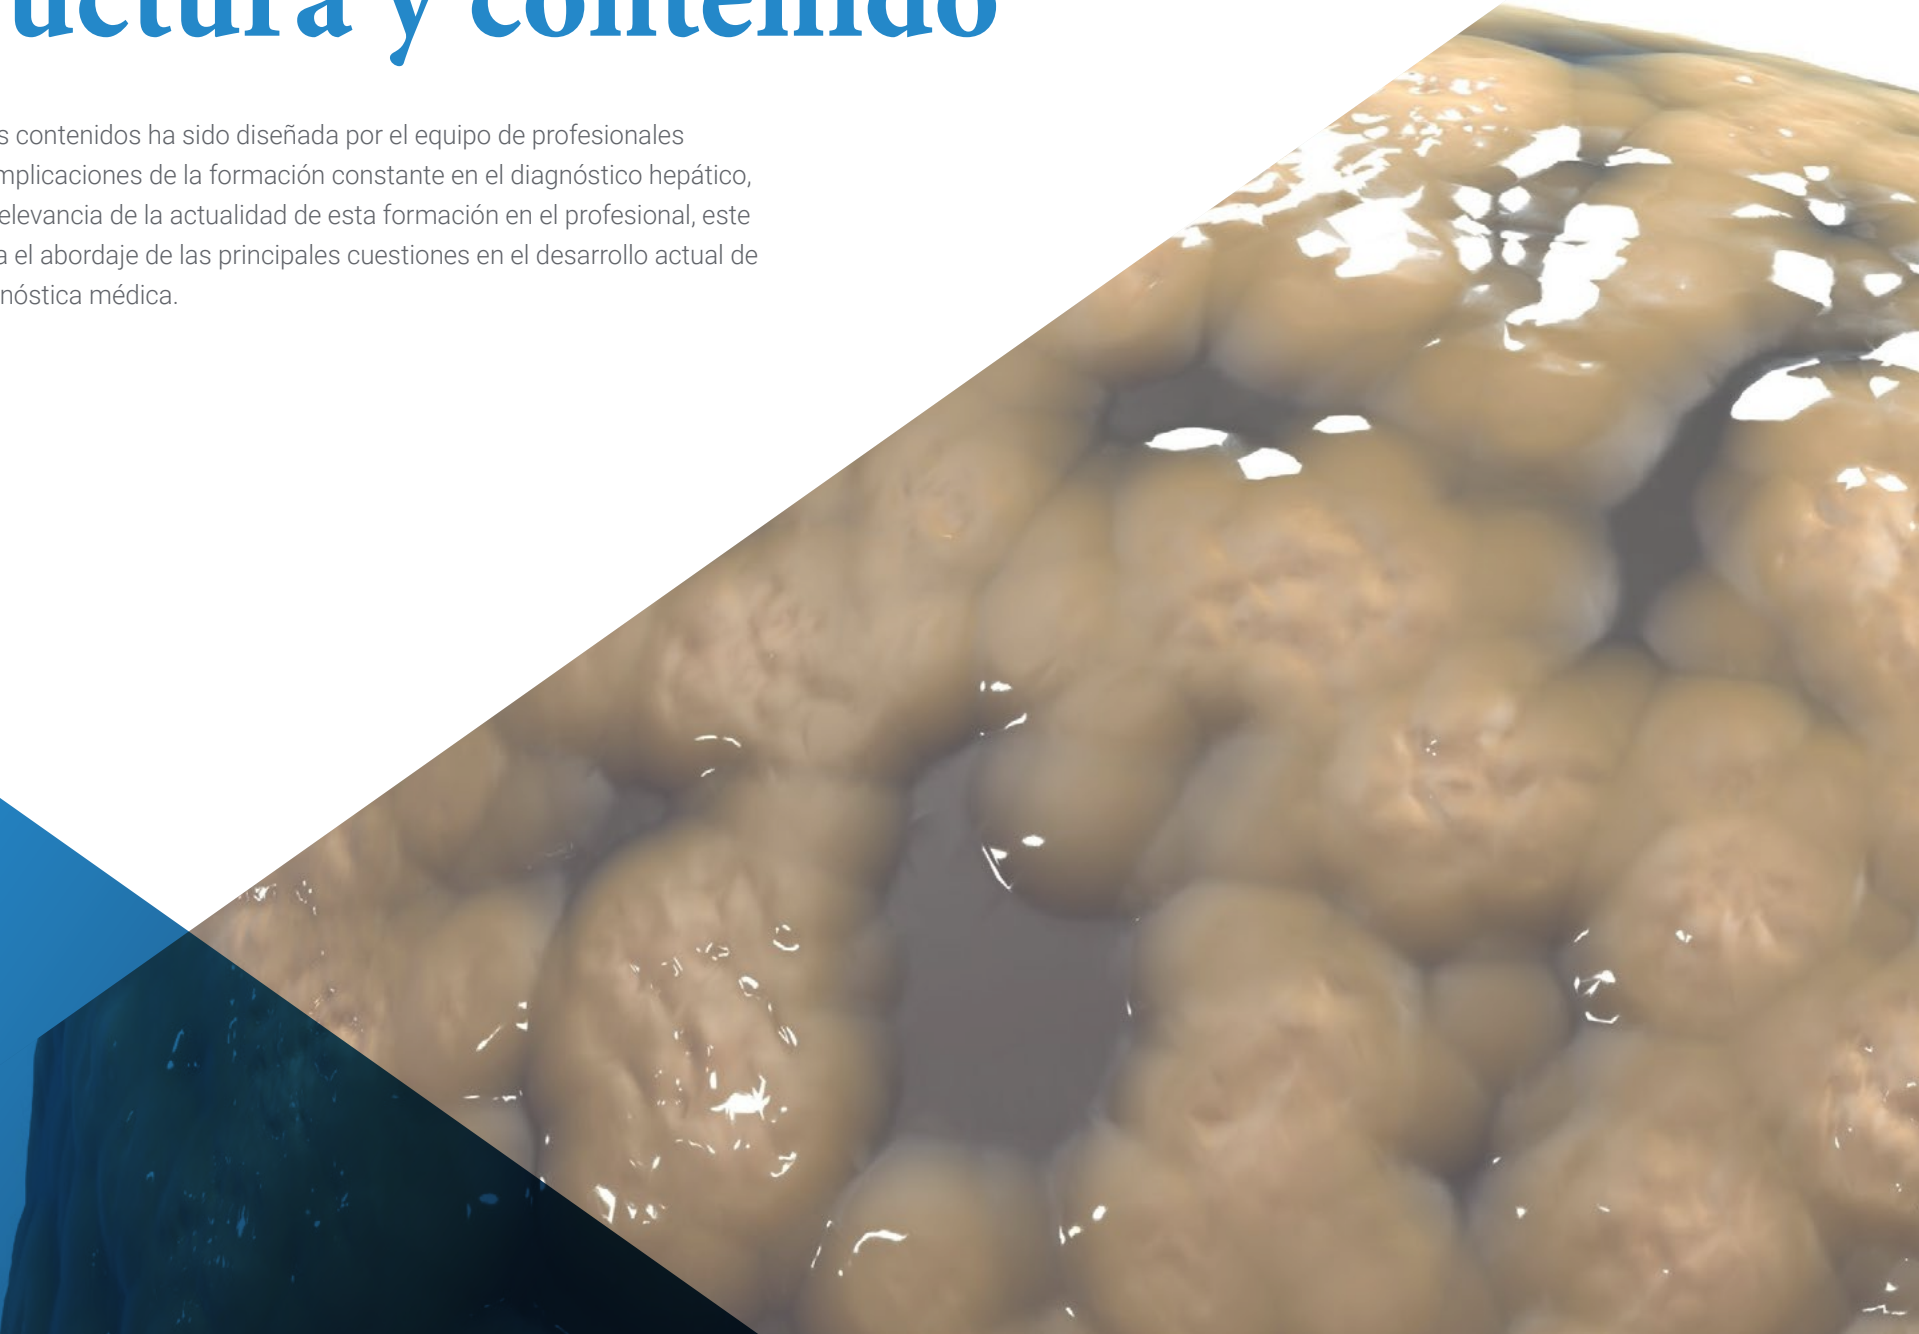 uctura y contenido
s contenidos ha sido diseñada por el equipo de profesionales
mplicaciones de la formación constante en el diagnóstico hepático,
elevancia de la actualidad de esta formación en el profesional, este
a el abordaje de las principales cuestiones en el desarrollo actual de
nóstica médica.